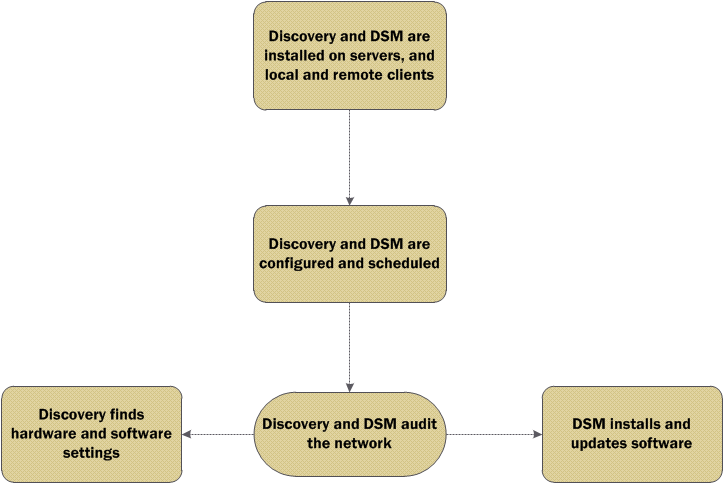 Discovery and DSM are
installed on servers, and
local and remote clients
Discovery and DSM are
configured and scheduled
Discovery finds
hardware and software
settings
Discovery and DSM audit
the network
DSM installs and
updates software